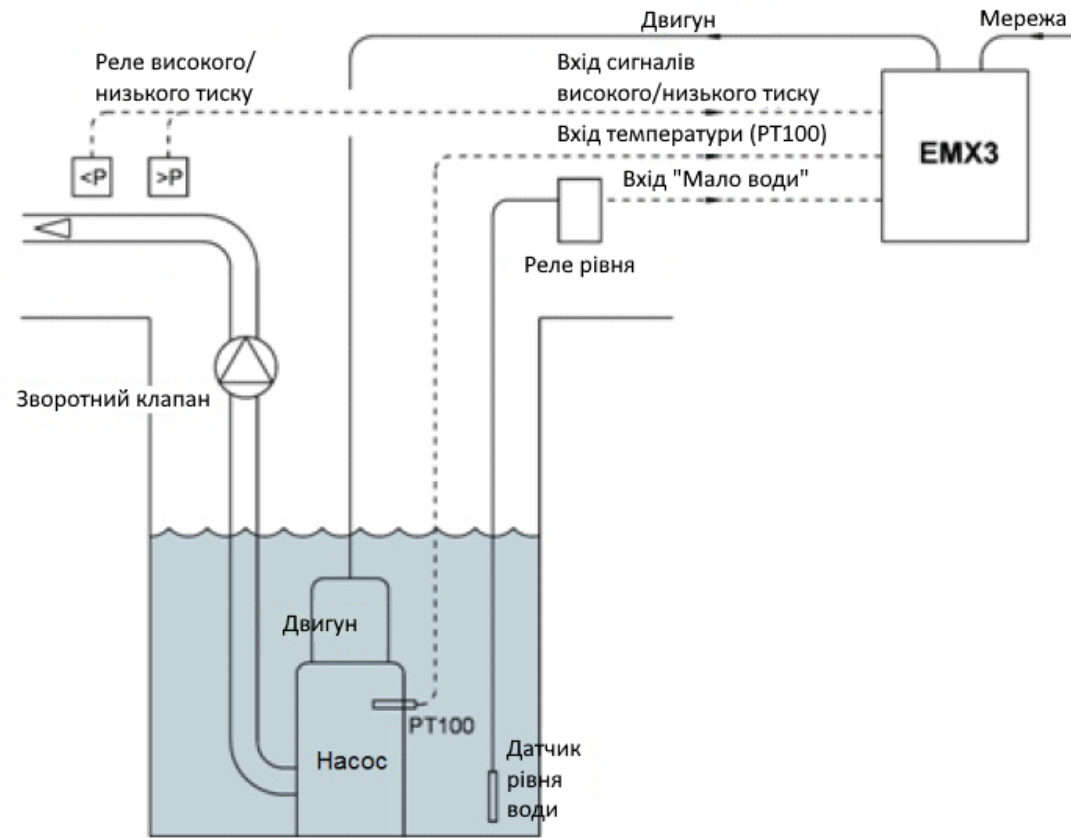 Двигун
Мережа
Реле високого/
низького тиску
Вхід сигналів
високого/низького тиску
Вхід температури (PT100)
EMX3
<P
>P
Вхід "Мало води"
Реле рівня
Зворотний клапан
Двигун
PT100
Насос
Датчик
рівня
води